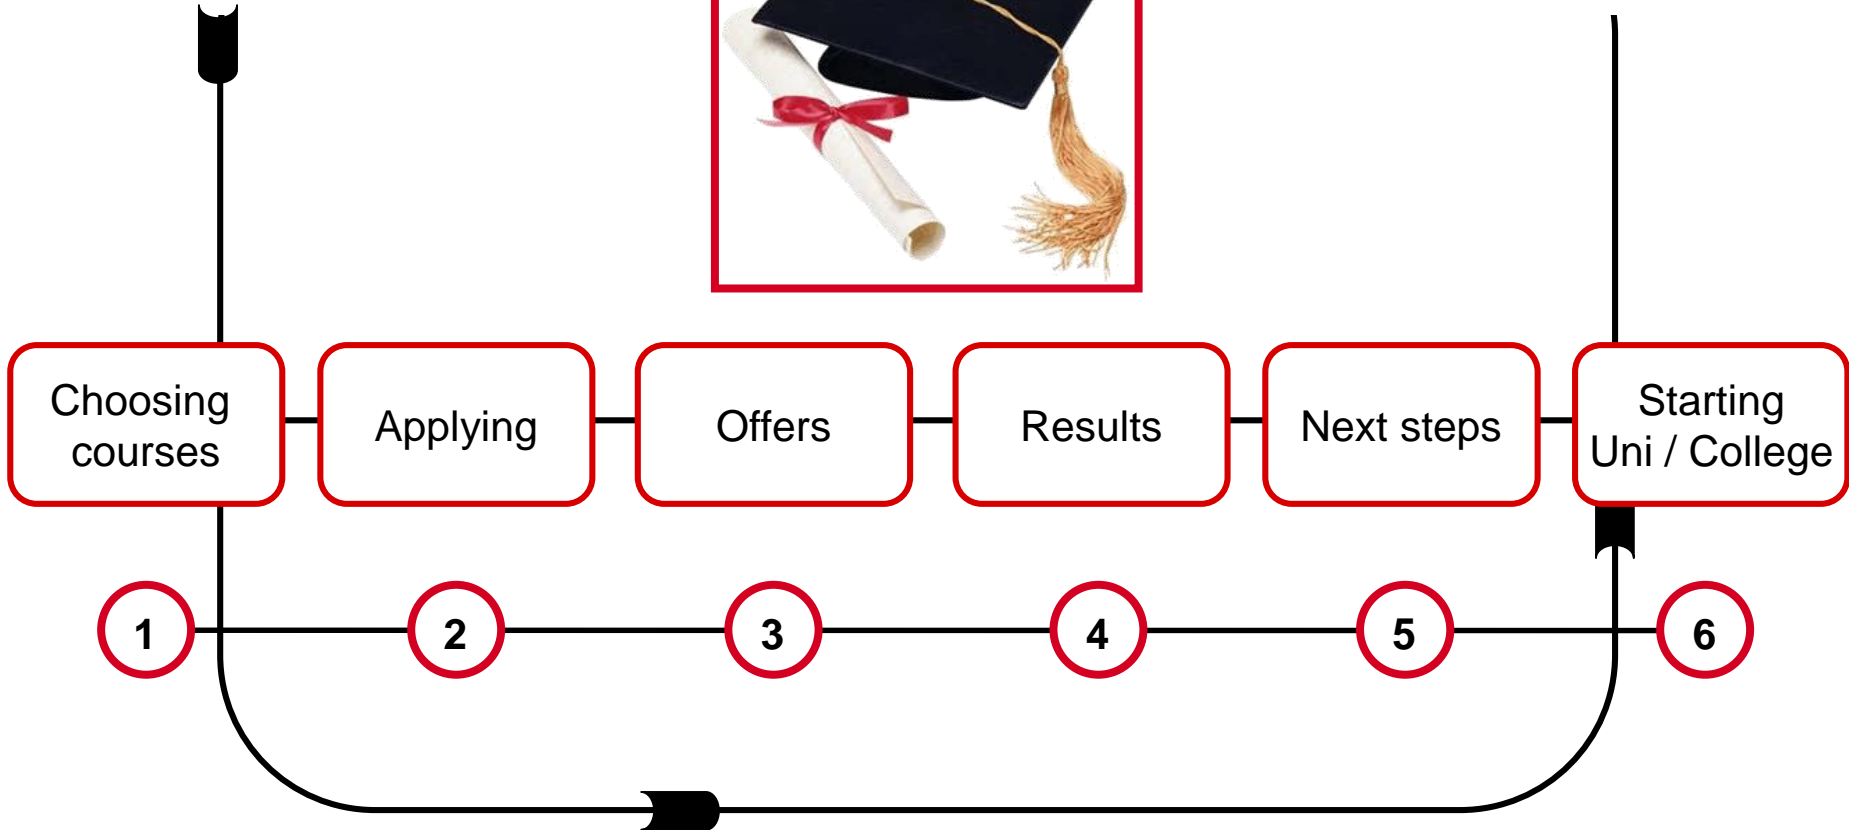 Choosing
courses
Applying
Offers
Results
Next steps
Starting
Uni / College
1
2
3
4
5
6